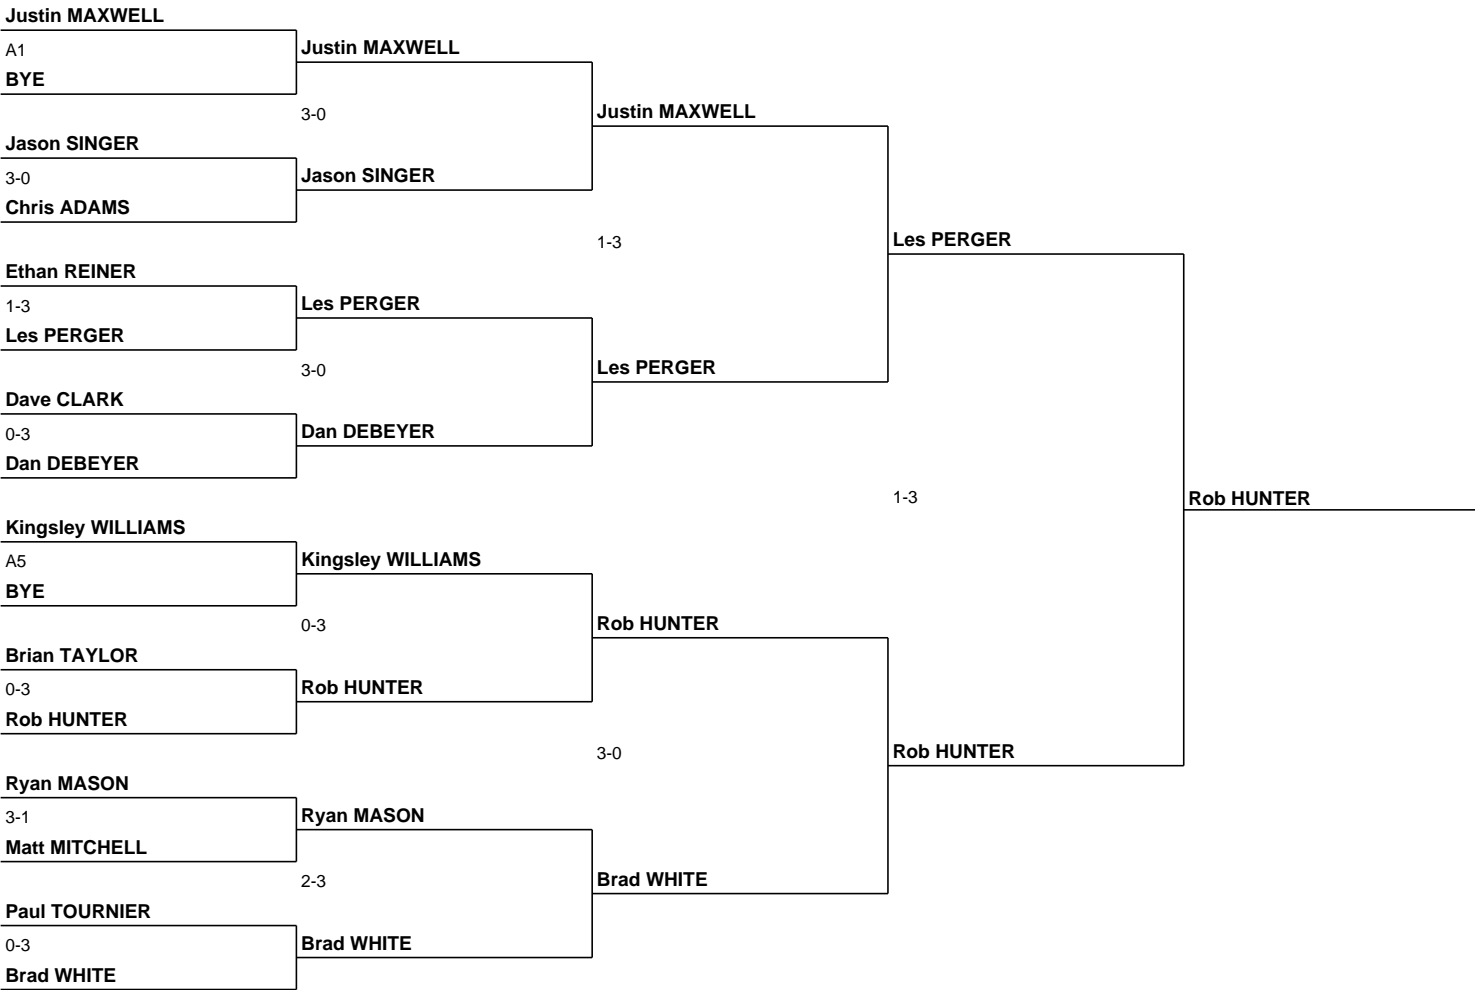 Justin MAXWELL
A1
BYE
Jason SINGER
3-0
Chris ADAMS
Ethan REINER
1-3
Les PERGER
Dave CLARK
0-3
Dan DEBEYER
Kingsley WILLIAMS
A5
BYE
Brian TAYLOR
0-3
Rob HUNTER
Ryan MASON
3-1
Matt MITCHELL
Paul TOURNIER
0-3
Brad WHITE
Justin MAXWELL
3-0
Jason SINGER
Les PERGER
3-0
Dan DEBEYER
Kingsley WILLIAMS
0-3
Rob HUNTER
Ryan MASON
2-3
Brad WHITE
Justin MAXWELL
1-3
Les PERGER
Rob HUNTER
3-0
Brad WHITE
Les PERGER
1-3
Rob HUNTER
Rob HUNTER